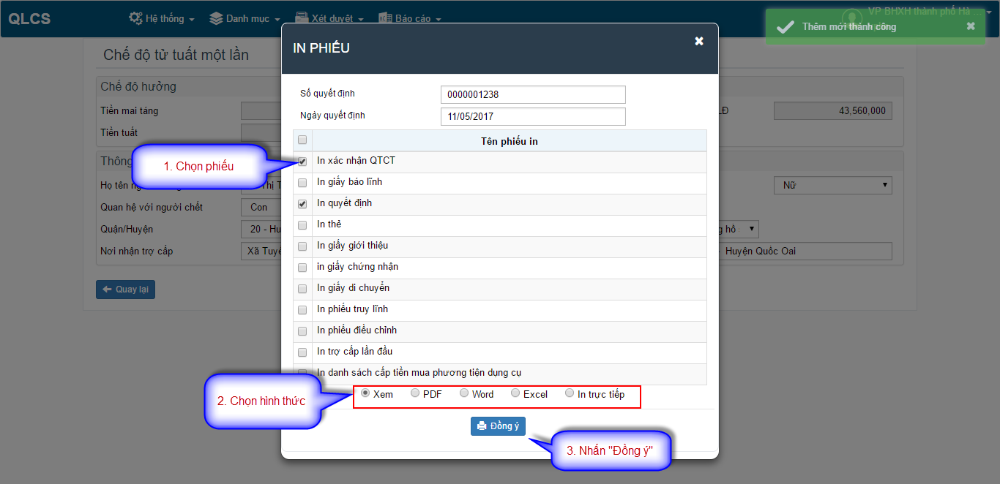 QLCS
Hệ thống
Danh mục
Xét duyệt
Báo cáo
VP BHXH thành phố Hà ...
Thêm mới thành công
Chế độ tử tuất một lần
IN PHIẾU
Chế độ hưởng
Tiền mai táng
43,560,000
Tiền tuất
Số quyết định
0000001238
Ngày quyết định
11/05/2017
Tên phiếu in
In xác nhận QTCT
In giấy báo lĩnh
In quyết định
In thẻ
In giấy giới thiệu
in giấy chứng nhận
In giấy di chuyển
In phiếu truy lĩnh
In phiếu điều chỉnh
In trợ cấp lần đầu
In danh sách cấp tiền mua phương tiện dụng cụ
1. Chọn phiếu
Họ tên
Nữ
Quan hệ với người chết
Con
Quận/Huyện
20 -
hồ
Nơi nhận trợ cấp
Xã
- Huyện Quốc Oai
Quay lại
2. Chọn hình thức
Xem PDF Word Excel In trực tiếp
Đồng ý
3. Nhấn "Đồng ý"